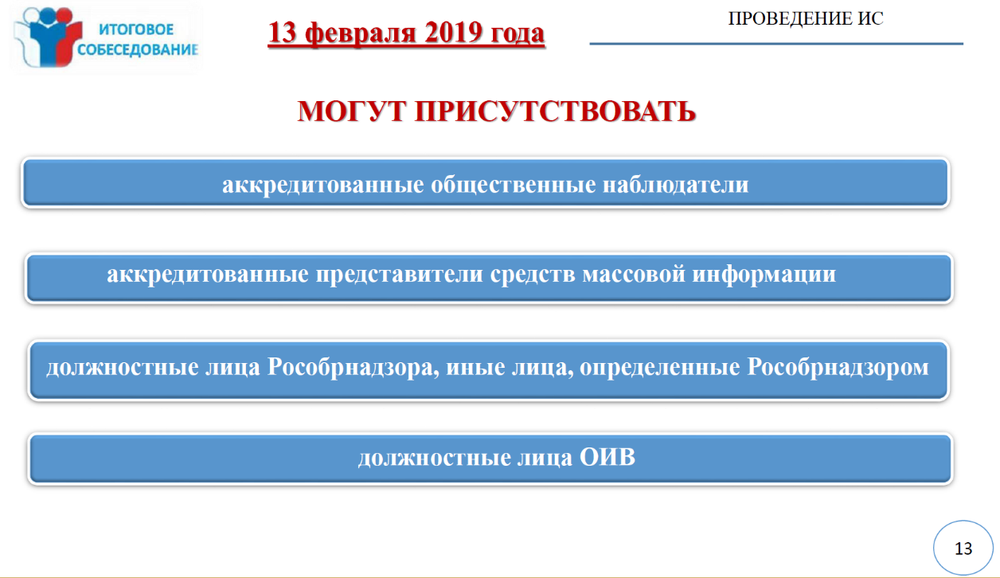 ИТОГОВОЕ
СОБЕСЕДОВАНИЕ
13 февраля 2019 года
ПРОВЕДЕНИЕ ИС
МОГУТ ПРИСУТСТВОВАТЬ
аккредитованные общественные наблюдатели
аккредитованные представители средств массовой информации
должностные лица Рособрнадзора, иные лица, определенные Рособрнадзором
должностные лица ОИВ
13